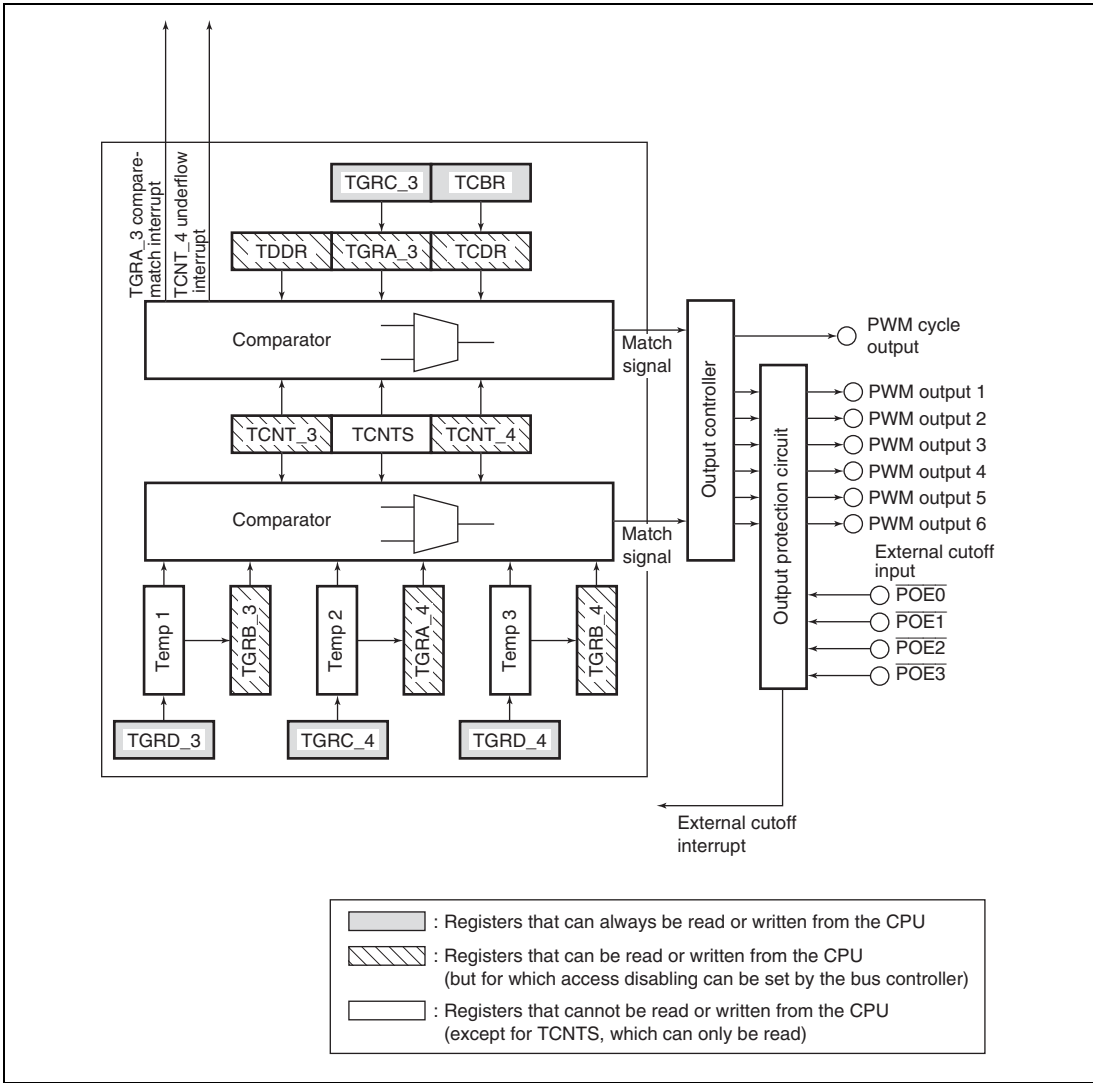 TGRA_3 compare-
match interrupt
TCNT_4 underflow
interrupt
TGRC_3
TCBR
TDDR
TGRA_3
TCDR
Comparator
Match
signal
TCNT_3
TCNTS
TCNT_4
Comparator
Match
signal
Temp 1
TGRB_3
Temp 2
TGRA_4
Temp 3
TGRB_4
TGRD_3
TGRC_4
TGRD_4
Output controller
Output protection circuit
PWM cycle
output
PWM output 1
PWM output 2
PWM output 3
PWM output 4
PWM output 5
PWM output 6
External cutoff
input
POE0
POE1
POE2
POE3
External cutoff
interrupt
: Registers that can always be read or written from the CPU
: Registers that can be read or written from the CPU
(but for which access disabling can be set by the bus controller)
: Registers that cannot be read or written from the CPU
(except for TCNTS, which can only be read)